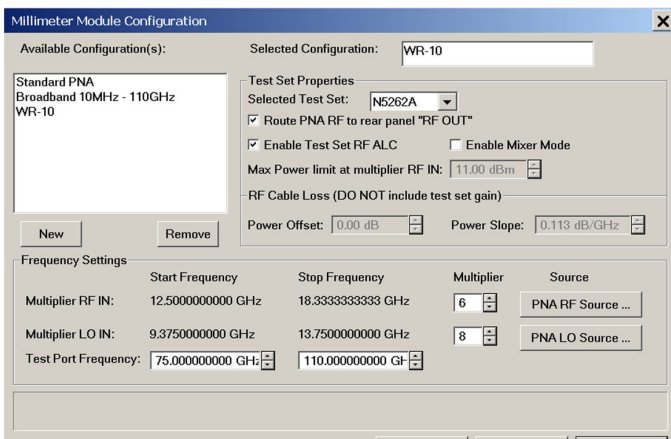 Millimeter Module Configuration
Available Configuration(s):
Selected Configuration: WR-10
Standard PNA
Broadband 10MHz - 110GHz
WR-10
New
Remove
Test Set Properties
Selected Test Set: N5262A
Route PNA RF to rear panel "RF OUT"
Enable Test Set RF ALC
Enable Mixer Mode
Max Power limit at multiplier RF IN: 11.00 dBm
RF Cable Loss (DO NOT include test set gain)
Power Offset: 0.00 dB
Power Slope: 0.113 dB/GHz
Frequency Settings
Start Frequency Stop Frequency Multiplier Source
Multiplier RF IN: 12.5000000000 GHz 18.3333333333 GHz 6 PNA RF Source ...
Multiplier LO IN: 9.3750000000 GHz 13.7500000000 GHz 8 PNA LO Source ...
Test Port Frequency: 75.000000000 GHz 110.000000000 GH